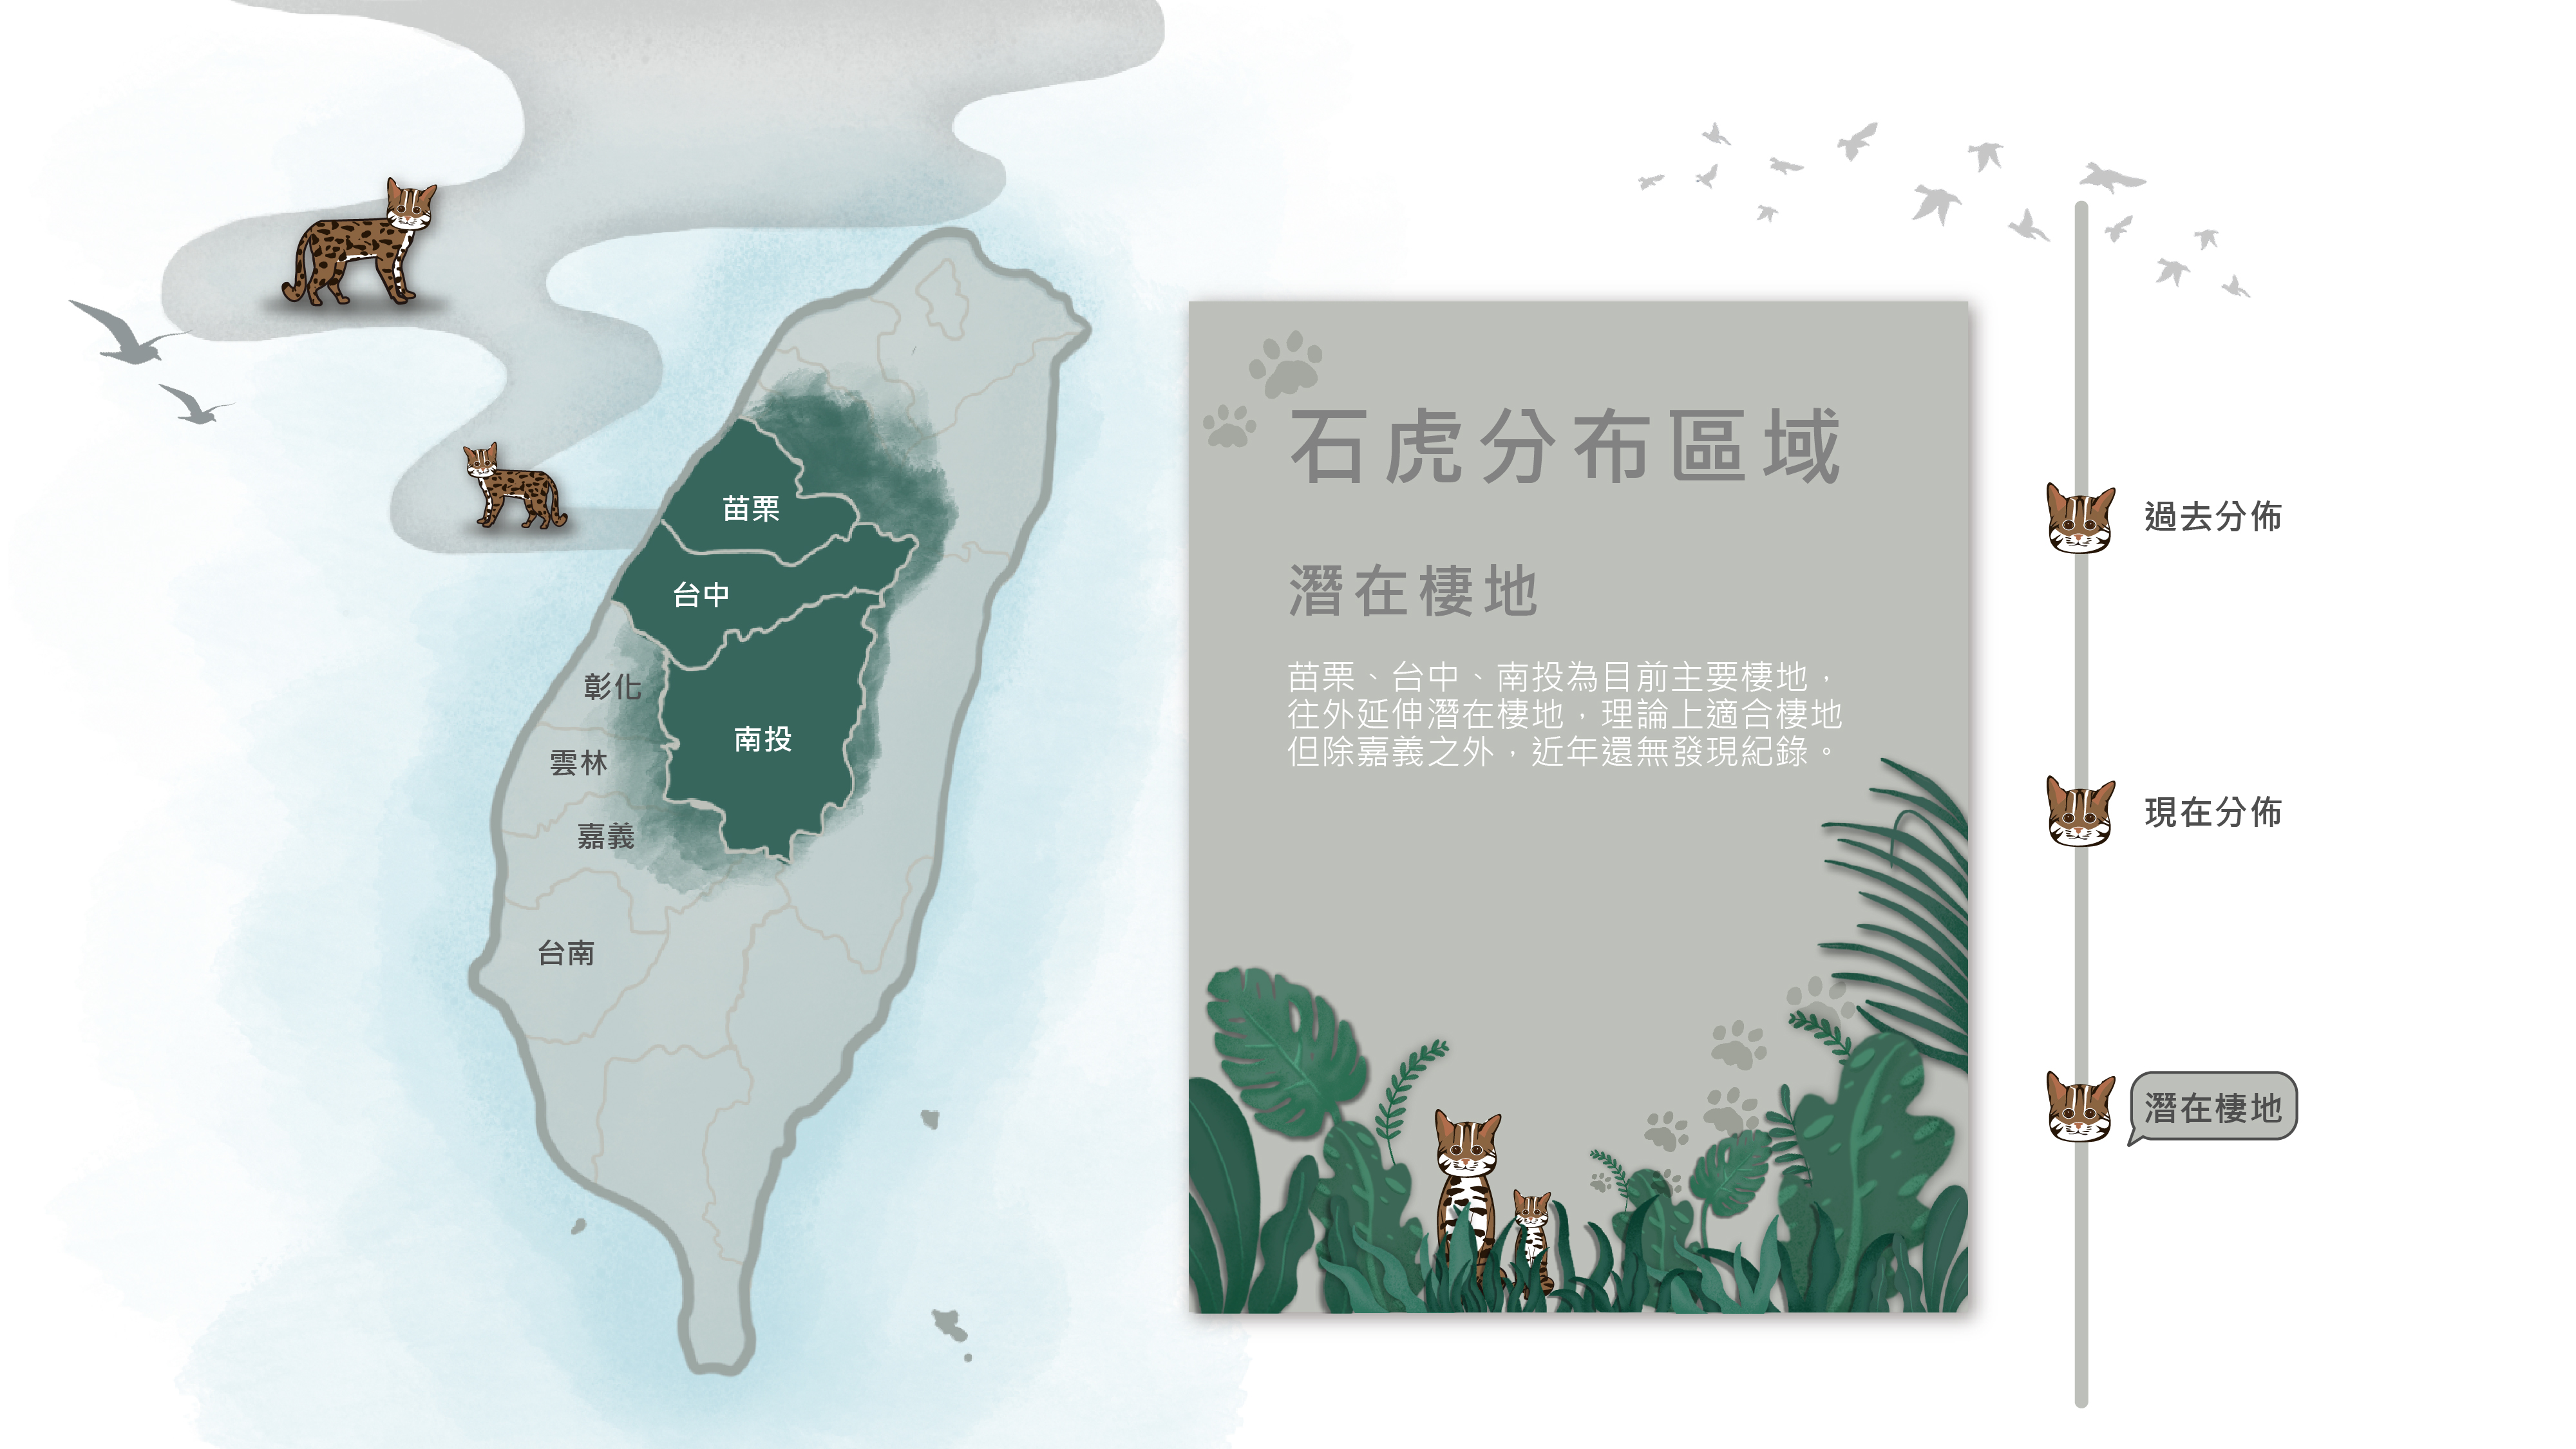 苗栗
台中
彰化
南投
雲林
嘉義
台南
石虎分布區域
潛在棲地
苗栗、台中、南投為目前主要棲地，
往外延伸潛在棲地，理論上適合棲地
但除嘉義之外，近年還無發現紀錄。
過去分佈
現在分佈
潛在棲地